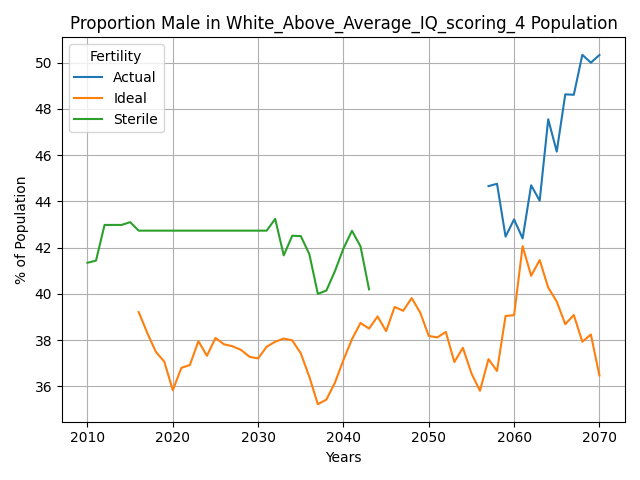 Proportion Male in White_Above_Average_IQ_scoring_4 Population
Fertility
Actual
Ideal
Sterile
% of Population
50
48
46
44
42
40
38
36
2010 2020 2030 2040 2050 2060 2070
Years